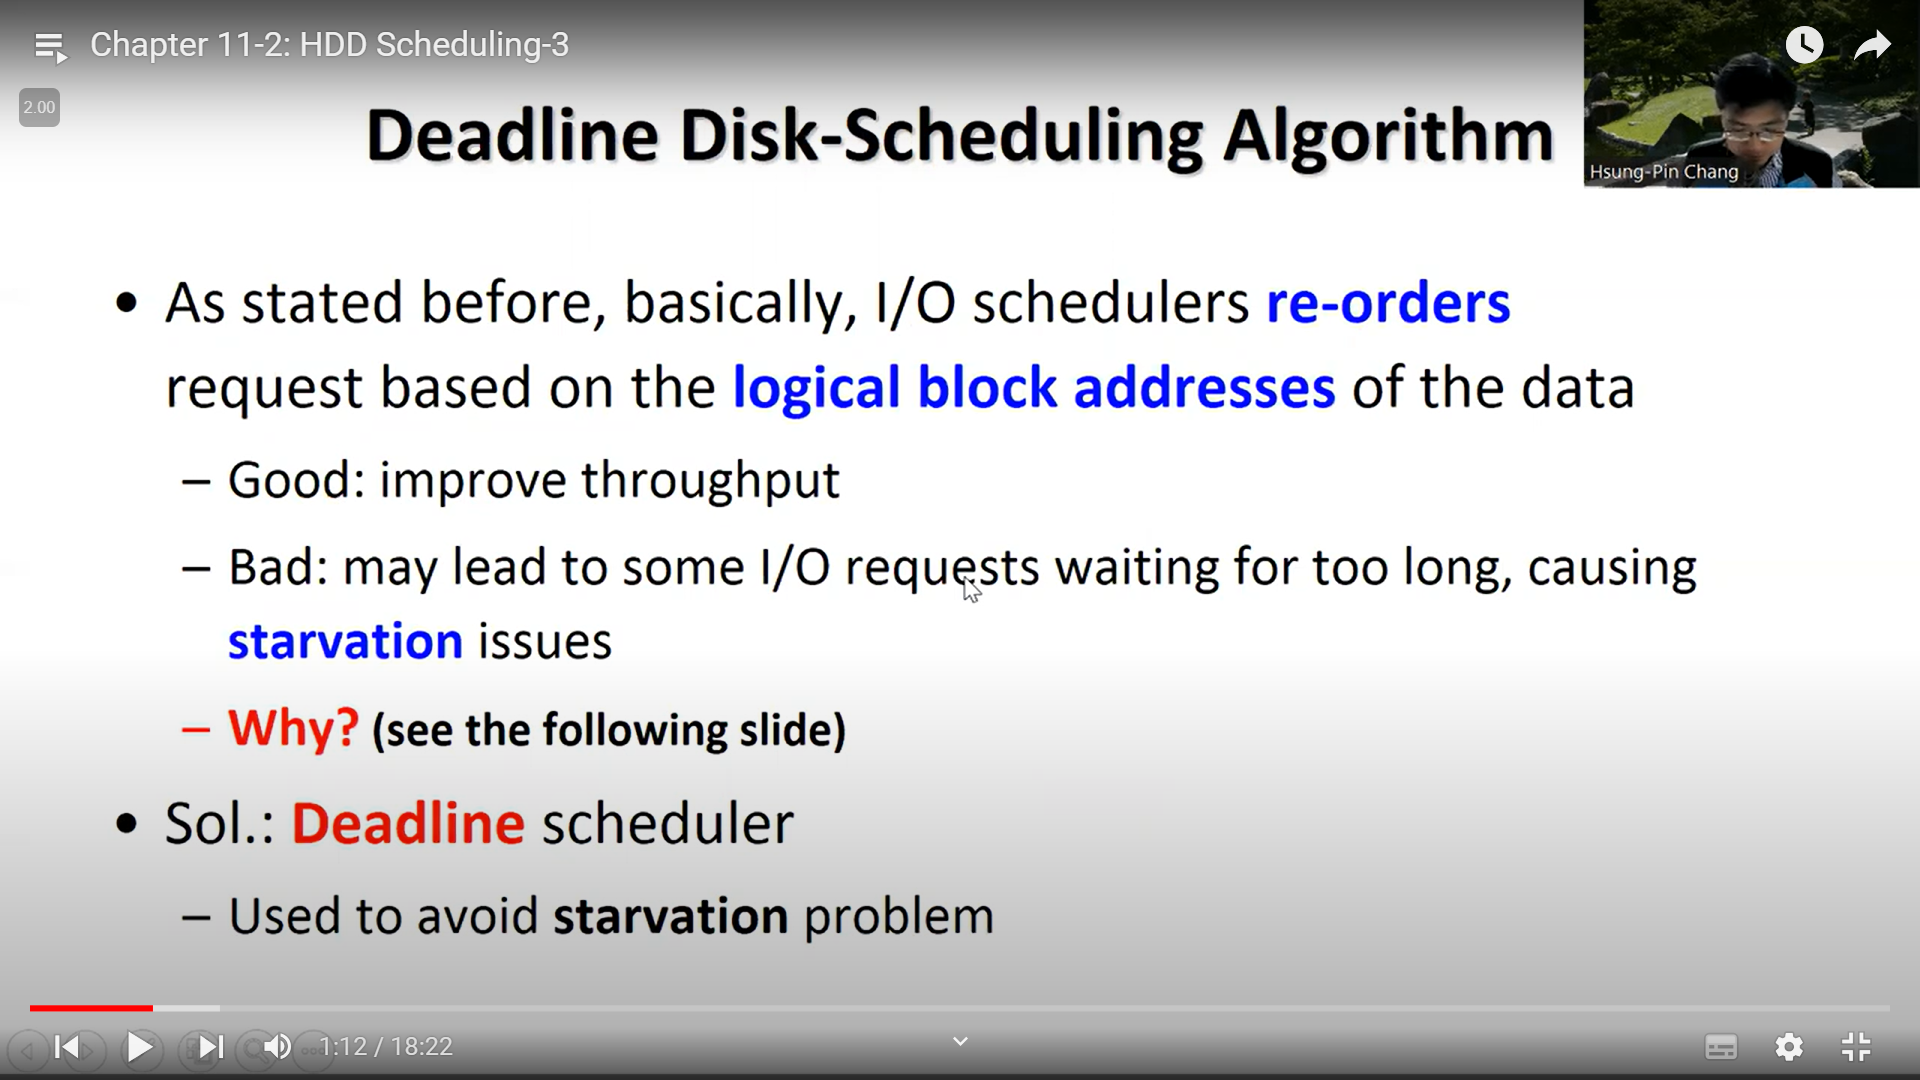 Chapter 11-2: HDD Scheduling-3
2.00
Deadline Disk-Scheduling Algorithm
Hsung-Pin Chang
• As stated before, basically, I/O schedulers re-orders
request based on the logical block addresses of the data
– Good: improve throughput
– Bad: may lead to some I/O requests waiting for too long, causing
starvation issues
– Why? (see the following slide)
• Sol.: Deadline scheduler
– Used to avoid starvation problem
1:12 / 18:22